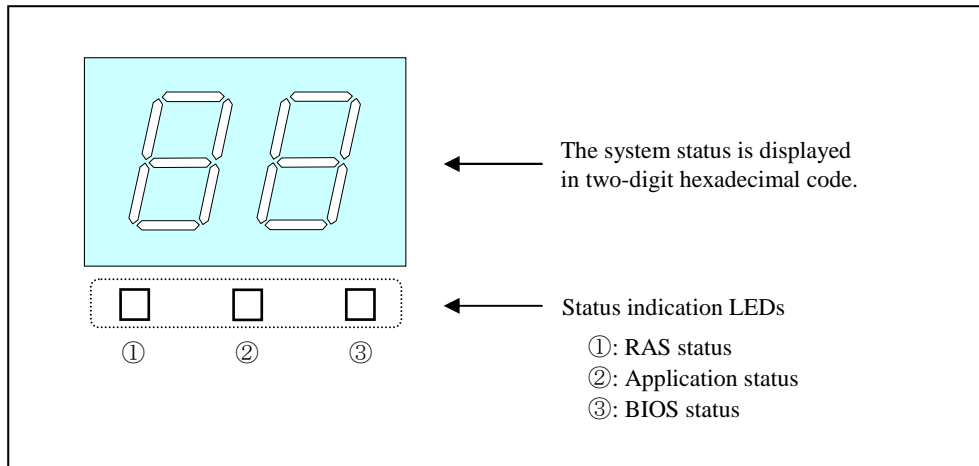 88
The system status is displayed
in two-digit hexadecimal code.
Status indication LEDs
① ② ③
①: RAS status
②: Application status
③: BIOS status